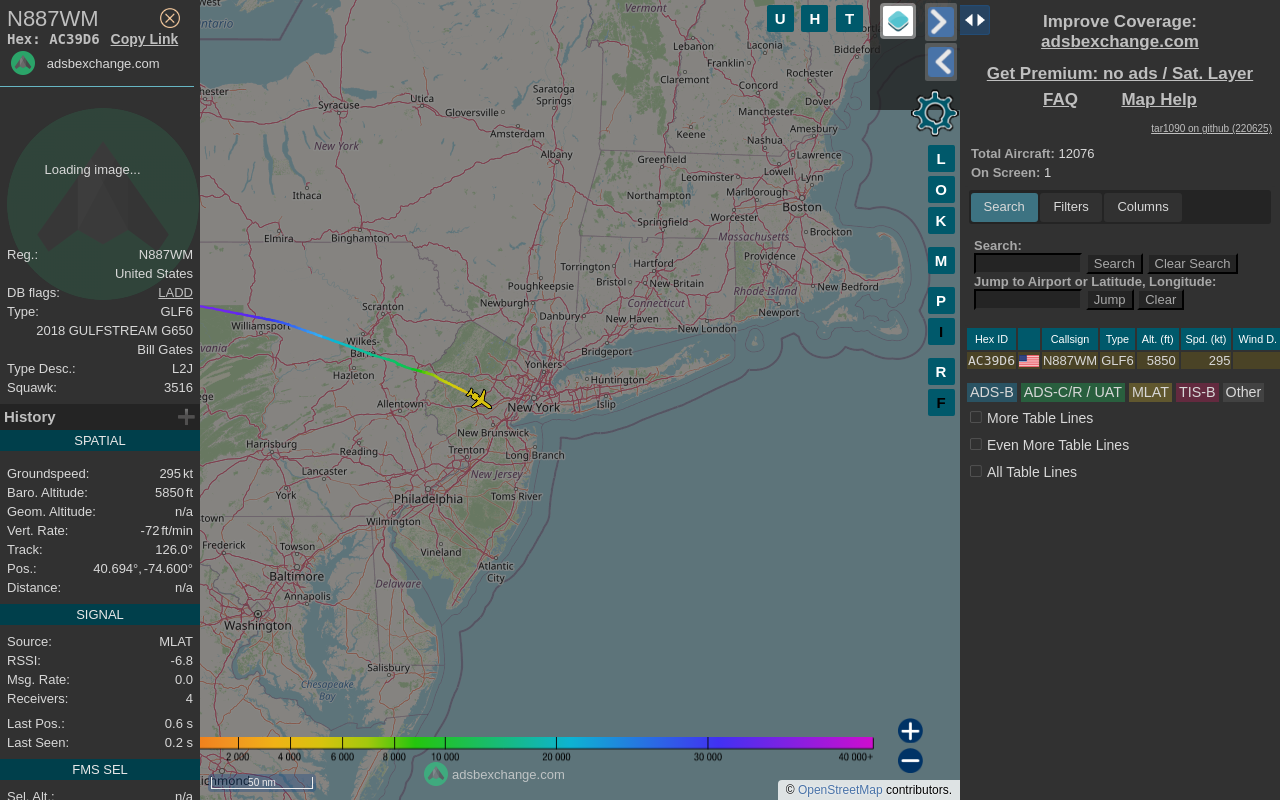 N887WM
Hex: AC39D6 Copy Link
adsbexchange.com
Loading image...
Reg.: N887WM
United States
DB flags: LADD
Type: GLF6
2018 GULFSTREAM G650
Bill Gates
Type Desc.: L2J
Squawk: 3516
History
SPATIAL
Groundspeed: 295 kt
Baro. Altitude: 5850 ft
Geom. Altitude: n/a
Vert. Rate: -72 ft/min
Track: 126.0°
Pos.: 40.694°, -74.600°
Distance: n/a
SIGNAL
Source: MLAT
RSSI: -6.8
Msg. Rate: 0.0
Receivers: 4
Last Pos.: 0.6 s
Last Seen: 0.2 s
FMS SEL
Sel. Alt.: n/a
U H T
L
O
K
M
P
I
R
F
West
Ontario
Vermont
Lebanon
Laconia
Biddeford
Franklin
Rochester
Claremont
Concord
Dover
Syracuse
Utica
Gloversville
Saratoga
Springs
Manchester
Amesbury
Amsterdam
Keene
Nashua
New York
Albany
Greenfield
Lawrence
Lowell
Lynn
Leominster
Marlborough
Ithaca
Northampton
Worcester
Boston
Elmira
Binghamton
Springfield
Massachusetts
Brockton
Torrington
Hartford
Providence
Poughkeepsie
Bristol
New Britain
New Bedford
Scranton
Newburgh
Connecticut
Rhode Island
Danbury
New Haven
Newport
Williamsport
Wilkes-
Barre
New London
Bridgeport
Hazleton
Yonkers
Huntington
Allentown
New York
Islip
Harrisburg
Reading
New Brunswick
Trenton
Long Branch
Lancaster
New Jersey
York
Philadelphia
Toms River
Wilmington
Frederick
Towson
Vineland
Atlantic
City
Baltimore
Delaware
Annapolis
Washington
Salisbury
Chesapeake
Bay
2 000 4 000 6 000 8 000 10 000 20 000 30 000 40 000+
adsbexchange.com
50 nm
© OpenStreetMap contributors.
Improve Coverage:
adsbexchange.com
Get Premium: no ads / Sat. Layer
FAQ Map Help
tar1090 on github (220625)
Total Aircraft: 12076
On Screen: 1
Search Filters Columns
Search:
Search Clear Search
Jump to Airport or Latitude, Longitude:
Jump Clear
Hex ID Callsign Type Alt. (ft) Spd. (kt) Wind D.
AC39D6 N887WM GLF6 5850 295
ADS-B ADS-C/R / UAT MLAT TIS-B Other
More Table Lines
Even More Table Lines
All Table Lines